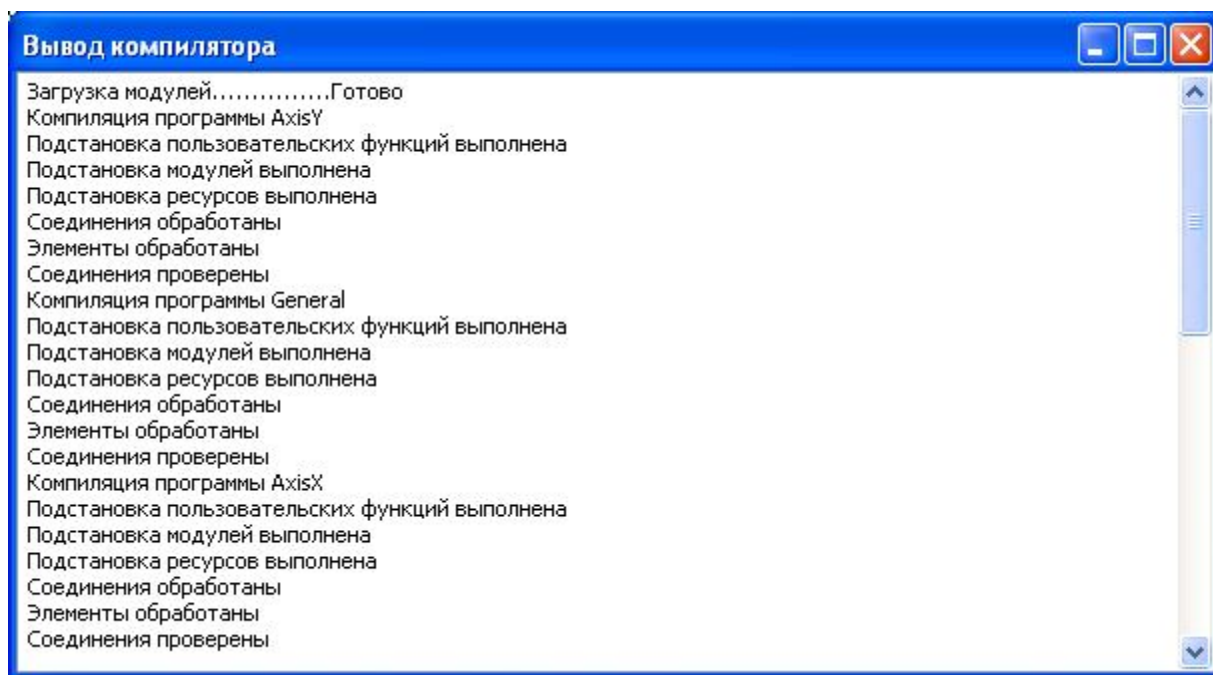 Вывод компилятора
Загрузка модулей...............Готово
Компиляция программы AxisY
Подстановка пользовательских функций выполнена
Подстановка модулей выполнена
Подстановка ресурсов выполнена
Соединения обработаны
Элементы обработаны
Соединения проверены
Компиляция программы General
Подстановка пользовательских функций выполнена
Подстановка модулей выполнена
Подстановка ресурсов выполнена
Соединения обработаны
Элементы обработаны
Соединения проверены
Компиляция программы AxisX
Подстановка пользовательских функций выполнена
Подстановка модулей выполнена
Подстановка ресурсов выполнена
Соединения обработаны
Элементы обработаны
Соединения проверены